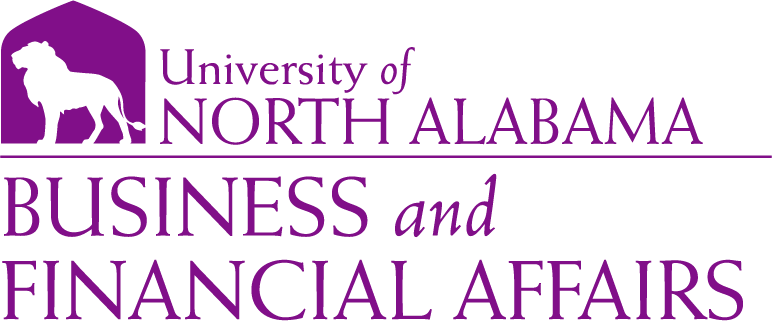 University of
NORTH ALABAMA
BUSINESS and
FINANCIAL AFFAIRS